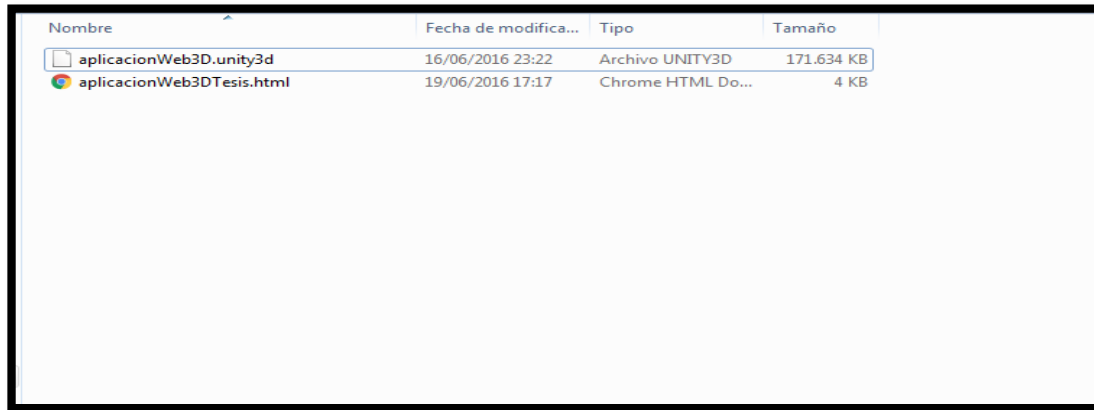 Nombre Fecha de modifica... Tipo Tamaño
aplicacionWeb3D.unity3d 16/06/2016 23:22 Archivo UNITY3D 171.634 KB
aplicacionWeb3DTesis.html 19/06/2016 17:17 Chrome HTML Do... 4 KB